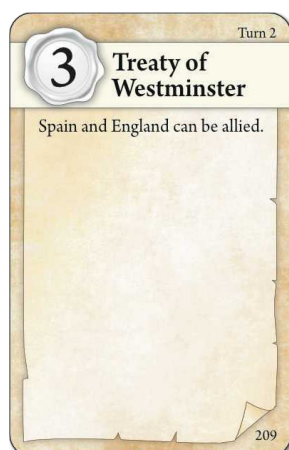 Turn 2
3
Treaty of
Westminster
Spain and England can be allied.
209